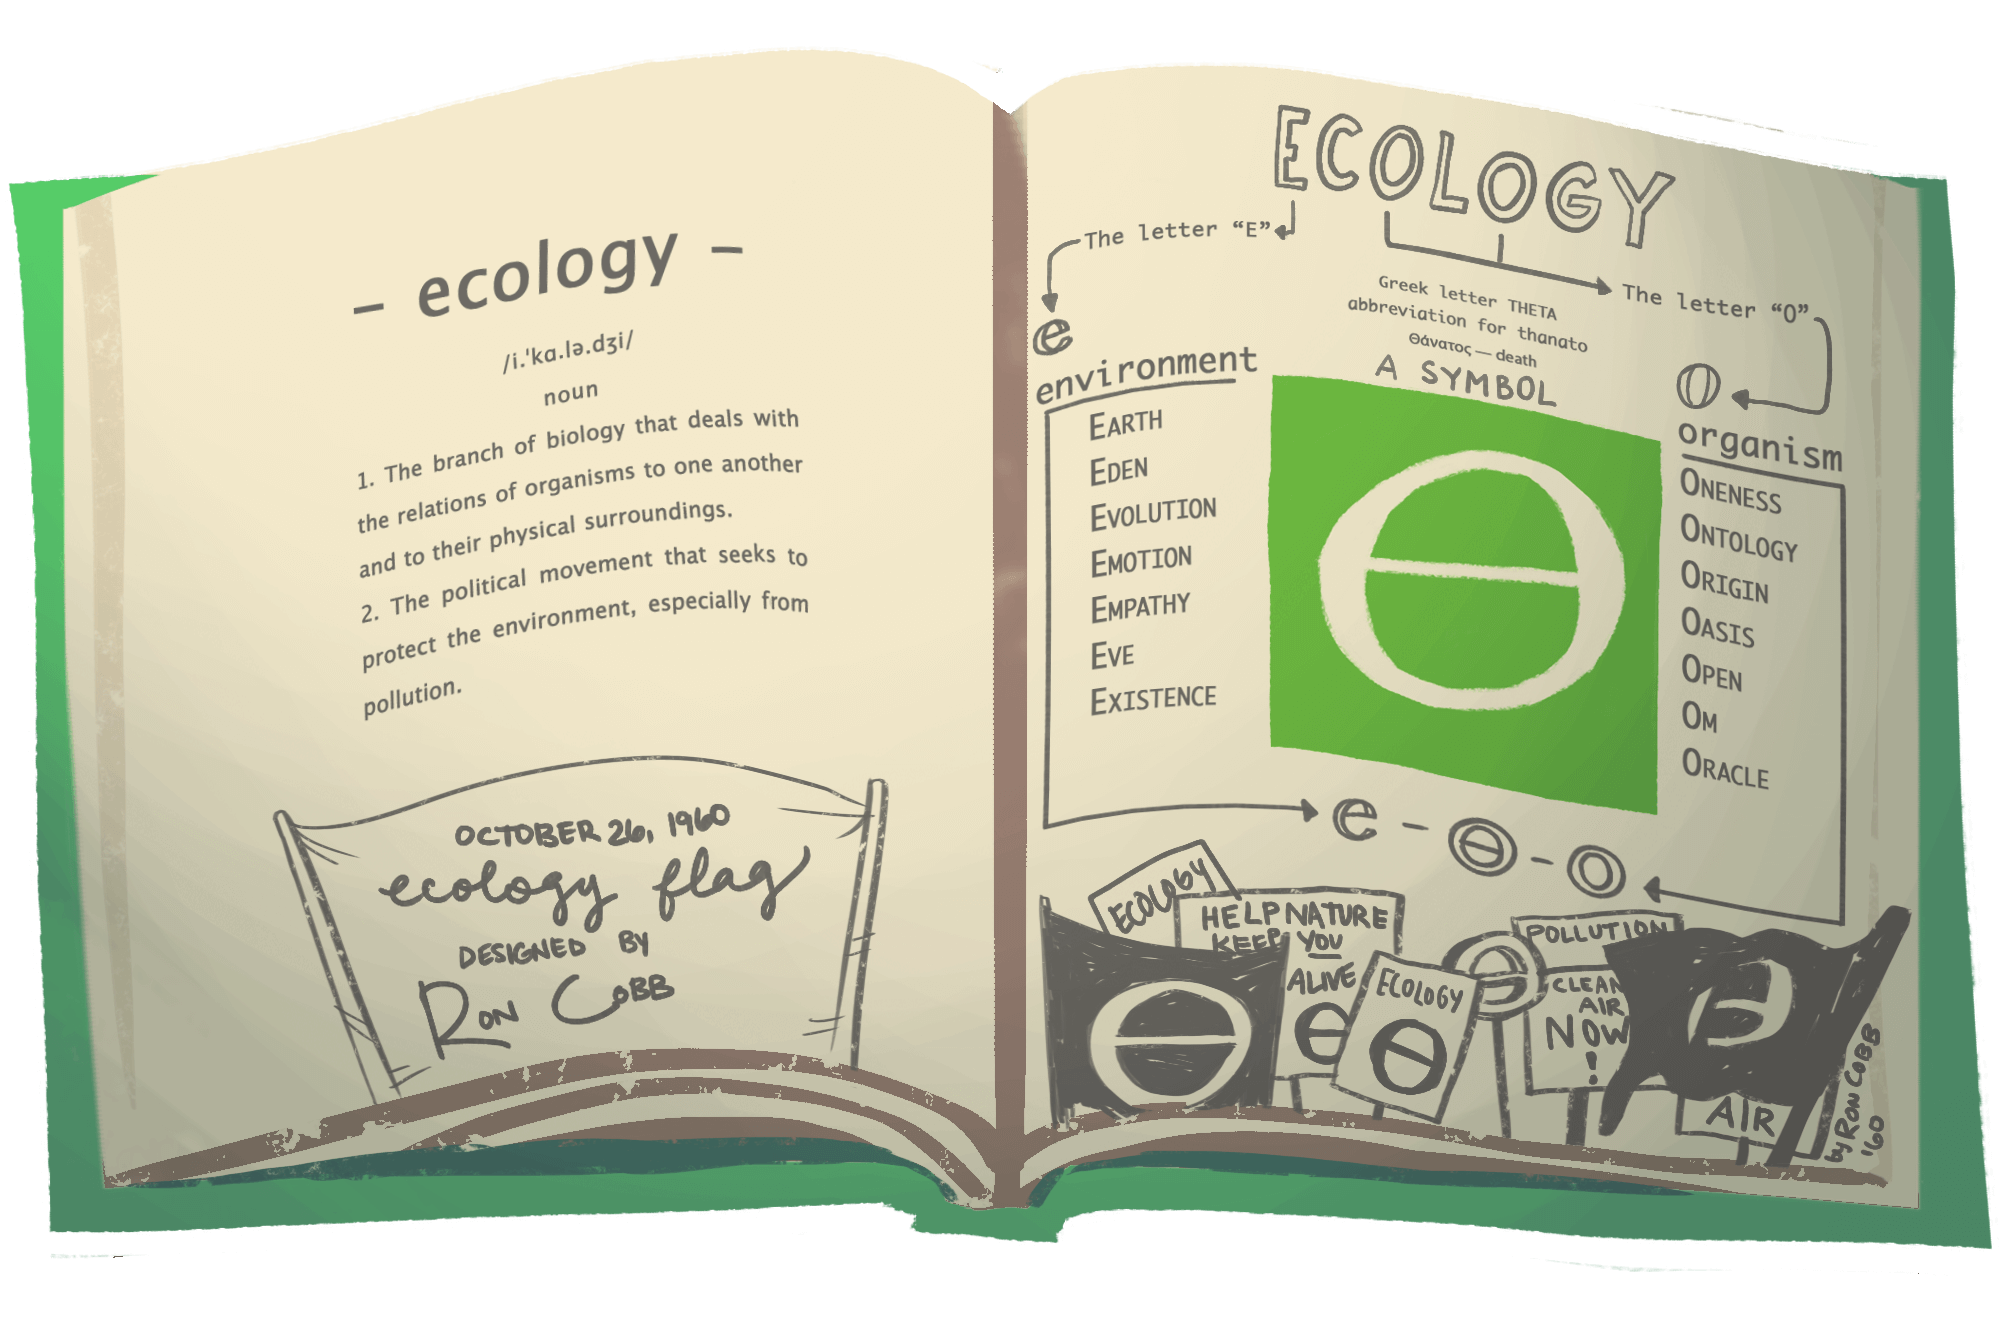 – ecology –
/i.ˈkɑ.lə.dʒi/
noun
1. The branch of biology that deals with
the relations of organisms to one another
and to their physical surroundings.
2. The political movement that seeks to
protect the environment, especially from
pollution.
OCTOBER 26, 1960
ecology flag
DESIGNED BY
RON COBB
ECOLOGY
The letter “E”
The letter “O”
Greek letter THETA
abbreviation for thanato
Θάνατος — death
A SYMBOL
Θ
e
environment
EARTH
EDEN
EVOLUTION
EMOTION
EMPATHY
EVE
EXISTENCE
O
organism
ONENESS
ONTOLOGY
ORIGIN
OASIS
OPEN
OM
ORACLE
e – Θ – O
ECOLOGY
HELP NATURE
KEEP YOU
ALIVE
Θ
Θ
ECOLOGY
Θ
Θ
POLLUTION
CLEAN
AIR
NOW
!
Θ
AIR
by RON COBB
'60